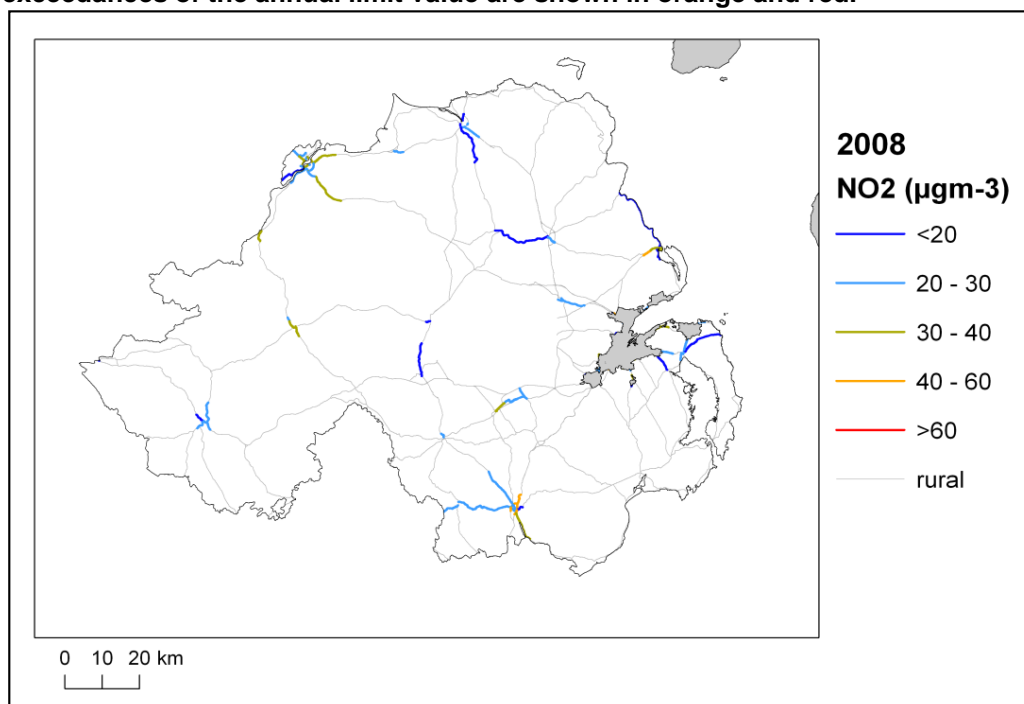 exceedances of the annual limit value are shown in orange and red.
2008
NO2 (µgm-3)
<20
20 - 30
30 - 40
40 - 60
>60
rural
0 10 20 km